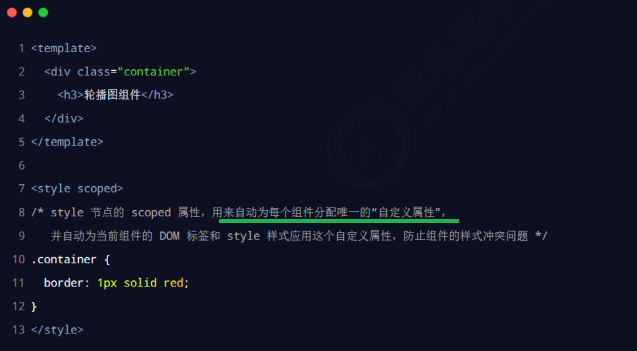 1 <template>
2 <div class="container">
3 <h3>轮播图组件</h3>
4 </div>
5 </template>
6
7 <style scoped>
8 /* style 节点的 scoped 属性，用来自动为每个组件分配唯一的“自定义属性”，
9 并自动为当前组件的 DOM 标签和 style 样式应用这个自定义属性，防止组件的样式冲突问题 */
10 .container {
11 border: 1px solid red;
12 }
13 </style>